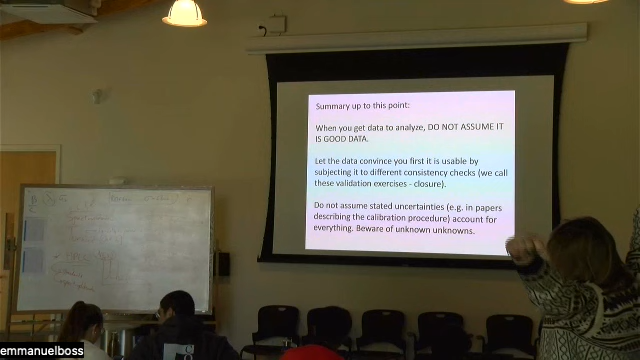 Summary up to this point:
When you get data to analyze, DO NOT ASSUME IT
IS GOOD DATA.
Let the data convince you first it is usable by
subjecting it to different consistency checks (we call
these validation exercises - closure).
Do not assume stated uncertainties (e.g. in papers
describing the calibration procedure) account for
everything. Beware of unknown unknowns.
emmanuelboss